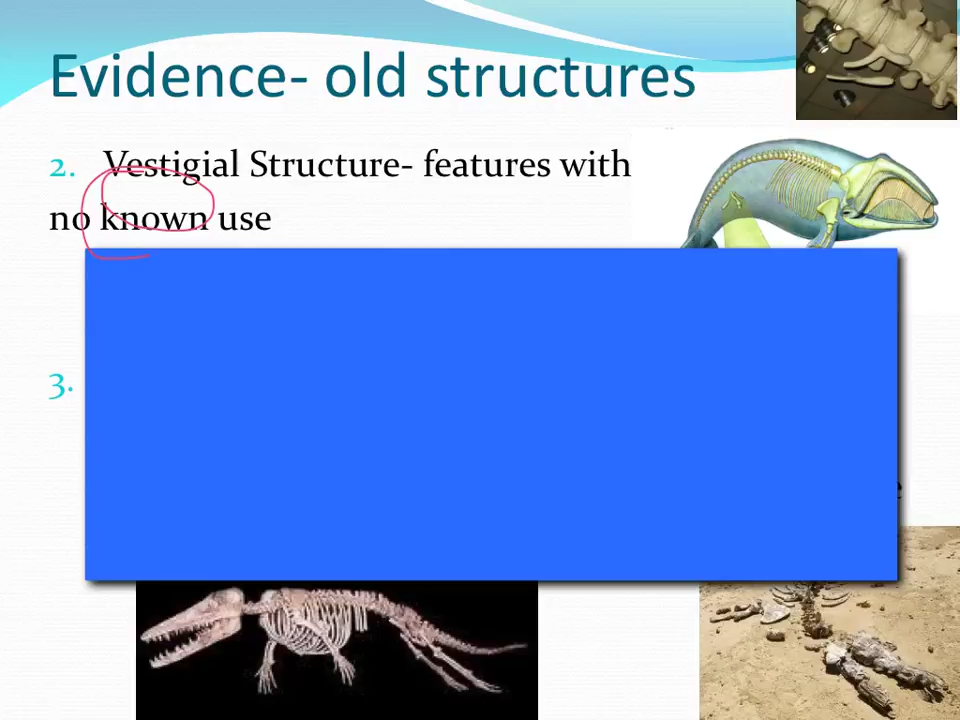 Evidence- old structures
2. Vestigial Structure- features with
no known use
3.